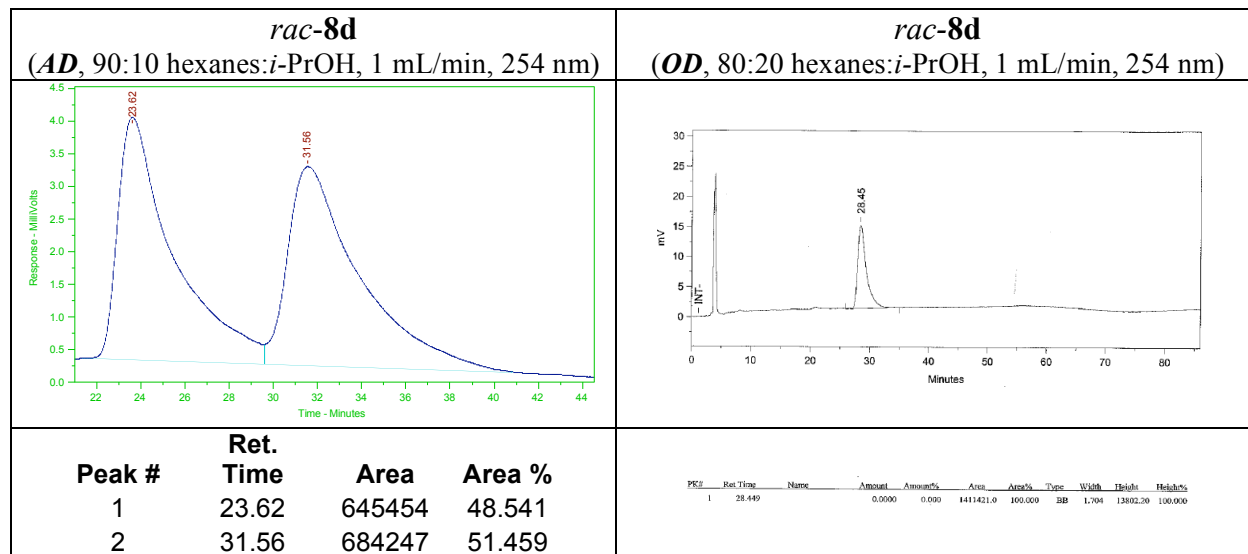 rac-8d
(AD, 90:10 hexanes:i-PrOH, 1 mL/min, 254 nm)
4.5
4.0
3.5
3.0
2.5
2.0
1.5
1.0
0.5
0.0
Response - MilliVolts
23.62
31.56
22 24 26 28 30 32 34 36 38 40 42 44
Time - Minutes
Peak # Ret. Time Area Area %
1 23.62 645454 48.541
2 31.56 684247 51.459
rac-8d
(OD, 80:20 hexanes:i-PrOH, 1 mL/min, 254 nm)
30
25
20
15
10
5
0
mV
INT-
28.45
0 10 20 30 40 50 60 70 80
Minutes
PK# Ret Time Name Amount Amount% Area Area% Type Width Height Height%
1 28.449 0.0000 0.000 1411421.0 100.000 BB 1.704 13802.20 100.000